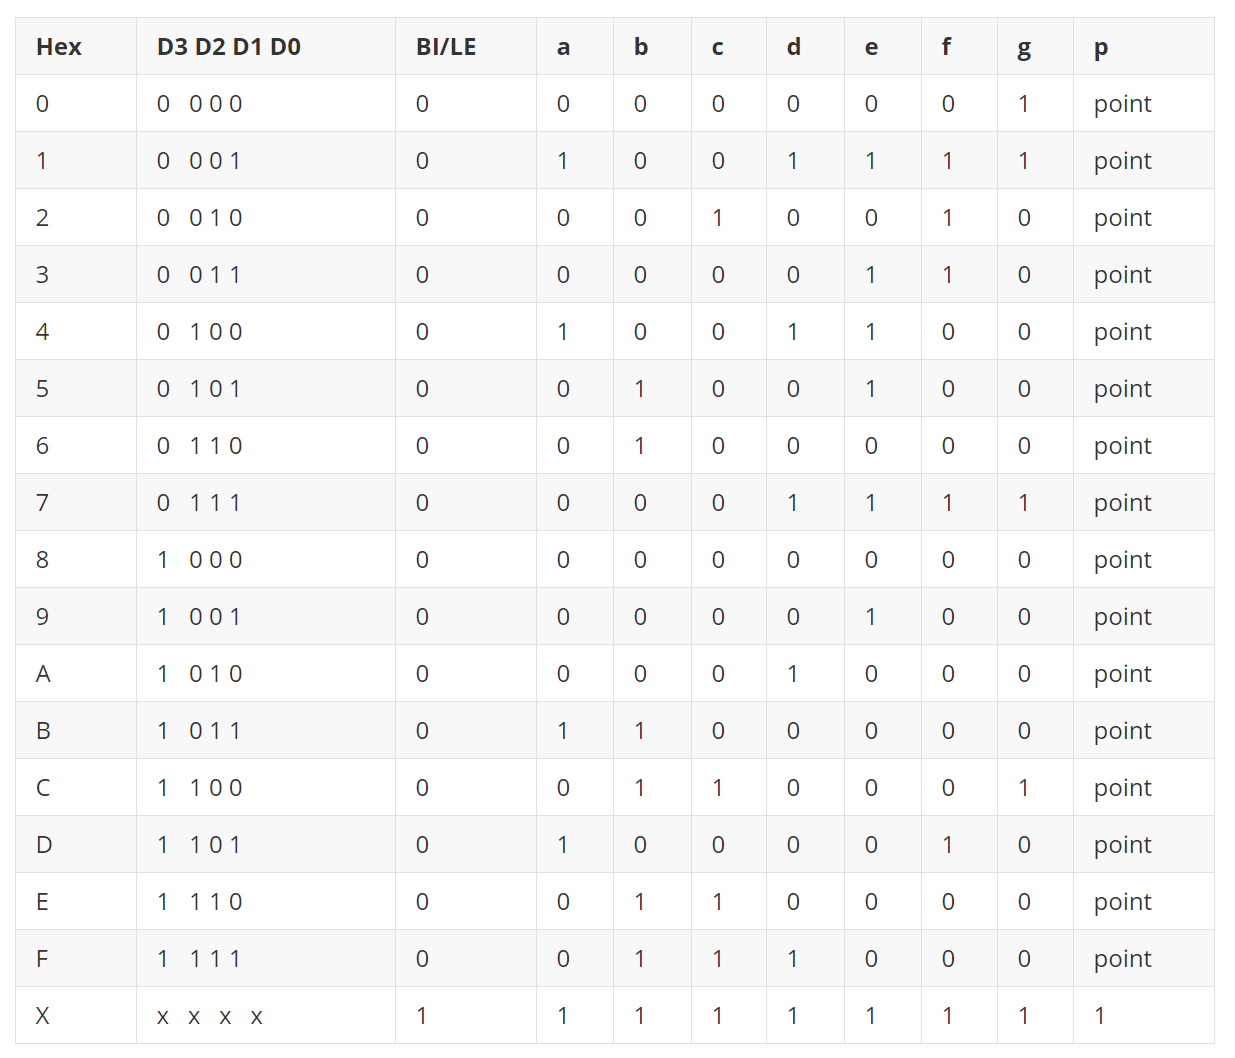 Hex D3 D2 D1 D0 BI/LE a b c d e f g p
0 0 0 0 0 0 0 0 0 0 0 0 1 point
1 0 0 0 1 0 1 0 0 1 1 1 1 point
2 0 0 1 0 0 0 0 1 0 0 1 0 point
3 0 0 1 1 0 0 0 0 0 1 1 0 point
4 0 1 0 0 0 1 0 0 1 1 0 0 point
5 0 1 0 1 0 0 1 0 0 1 0 0 point
6 0 1 1 0 0 0 1 0 0 0 0 0 point
7 0 1 1 1 0 0 0 0 1 1 1 1 point
8 1 0 0 0 0 0 0 0 0 0 0 0 point
9 1 0 0 1 0 0 0 0 0 1 0 0 point
A 1 0 1 0 0 0 0 0 1 0 0 0 point
B 1 0 1 1 0 1 1 0 0 0 0 0 point
C 1 1 0 0 0 0 1 1 0 0 0 1 point
D 1 1 0 1 0 1 0 0 0 0 1 0 point
E 1 1 1 0 0 0 1 1 0 0 0 0 point
F 1 1 1 1 0 0 1 1 1 0 0 0 point
X x x x x 1 1 1 1 1 1 1 1 1